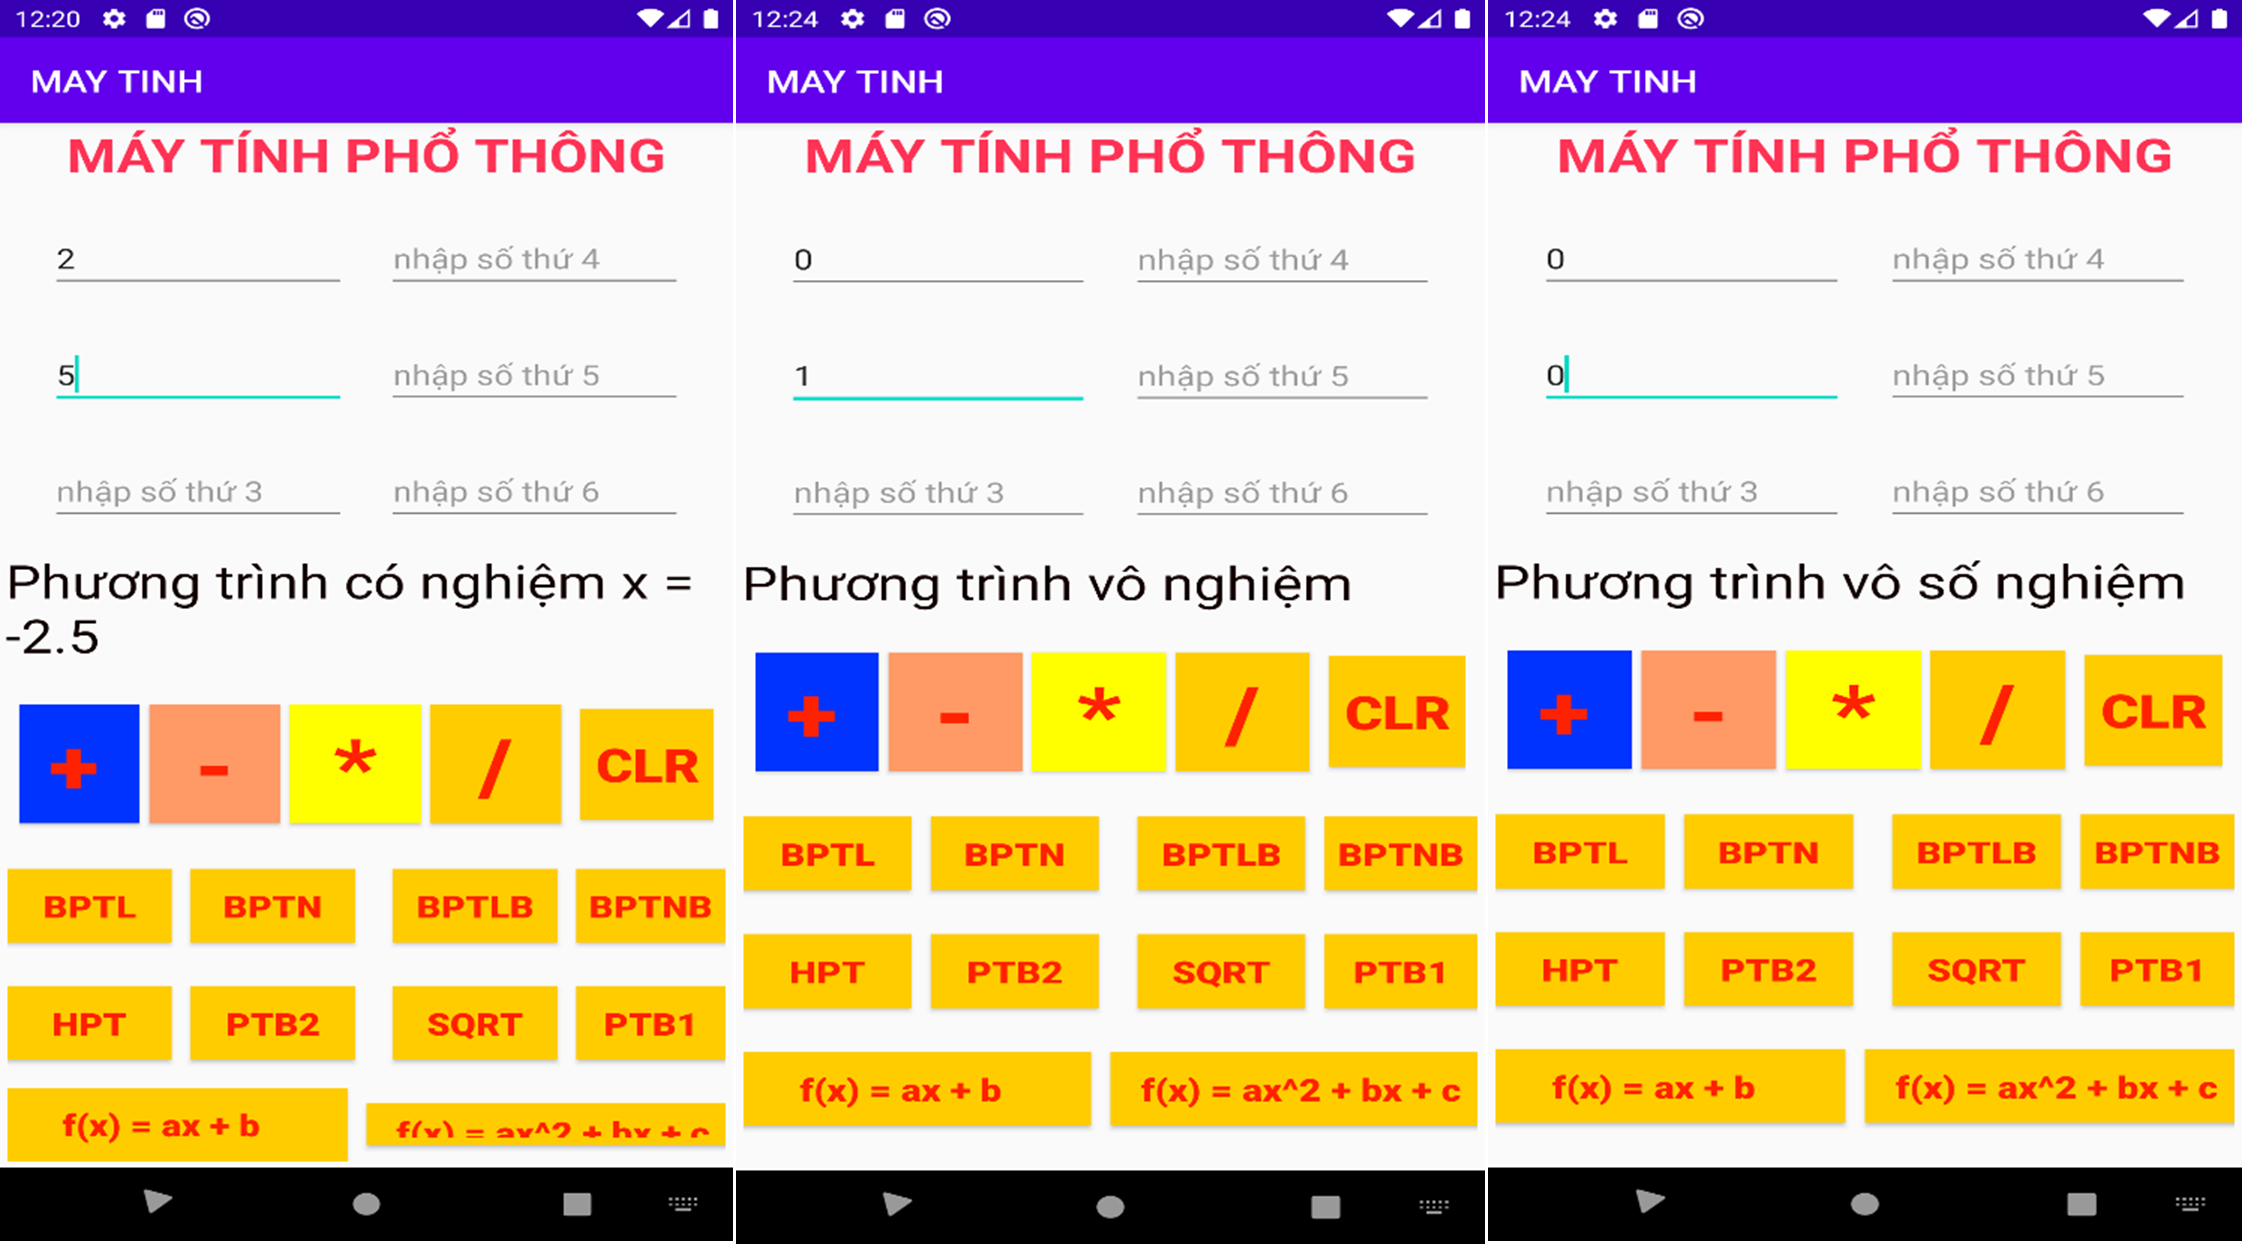 12:20
MAY TINH
MÁY TÍNH PHỔ THÔNG
2
nhập số thứ 4
5
nhập số thứ 5
nhập số thứ 3
nhập số thứ 6
Phương trình có nghiệm x =
-2.5
+ - * / CLR
BPTL BPTN BPTLB BPTNB
HPT PTB2 SQRT PTB1
f(x) = ax + b f(x) = ax^2 + bx + c
12:24
MAY TINH
MÁY TÍNH PHỔ THÔNG
0
nhập số thứ 4
1
nhập số thứ 5
nhập số thứ 3
nhập số thứ 6
Phương trình vô nghiệm
+ - * / CLR
BPTL BPTN BPTLB BPTNB
HPT PTB2 SQRT PTB1
f(x) = ax + b f(x) = ax^2 + bx + c
12:24
MAY TINH
MÁY TÍNH PHỔ THÔNG
0
nhập số thứ 4
0
nhập số thứ 5
nhập số thứ 3
nhập số thứ 6
Phương trình vô số nghiệm
+ - * / CLR
BPTL BPTN BPTLB BPTNB
HPT PTB2 SQRT PTB1
f(x) = ax + b f(x) = ax^2 + bx + c